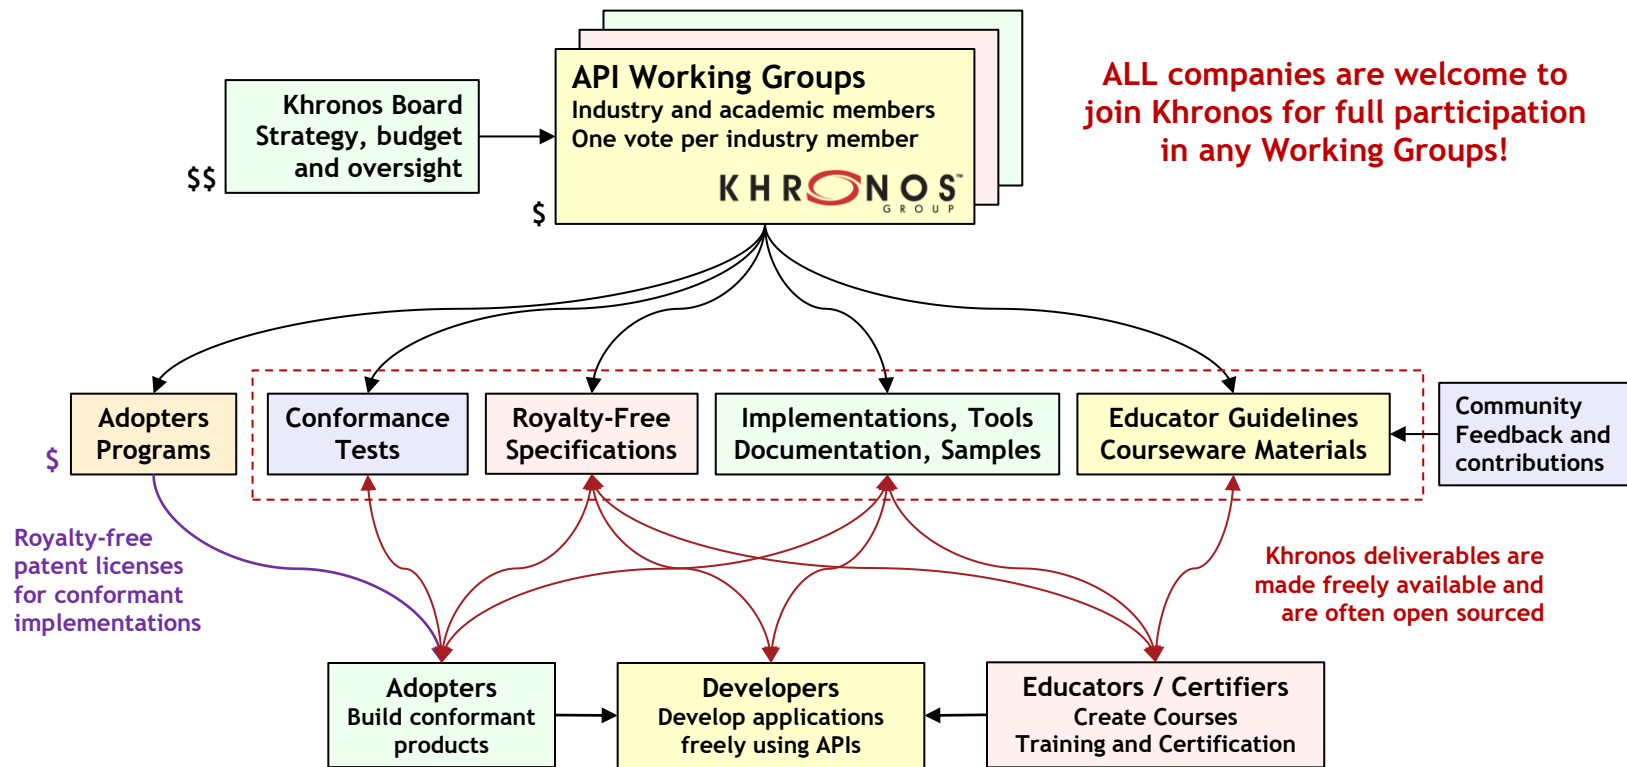 API Working Groups
Industry and academic members
One vote per industry member
KHRONOS™
GROUP
$
Khronos Board
Strategy, budget
and oversight
$$
ALL companies are welcome to
join Khronos for full participation
in any Working Groups!
Adopters
Programs
$
Conformance
Tests
Royalty-Free
Specifications
Implementations, Tools
Documentation, Samples
Educator Guidelines
Courseware Materials
Community
Feedback and
contributions
Royalty-free
patent licenses
for conformant
implementations
Khronos deliverables are
made freely available and
are often open sourced
Adopters
Build conformant
products
Developers
Develop applications
freely using APIs
Educators / Certifiers
Create Courses
Training and Certification